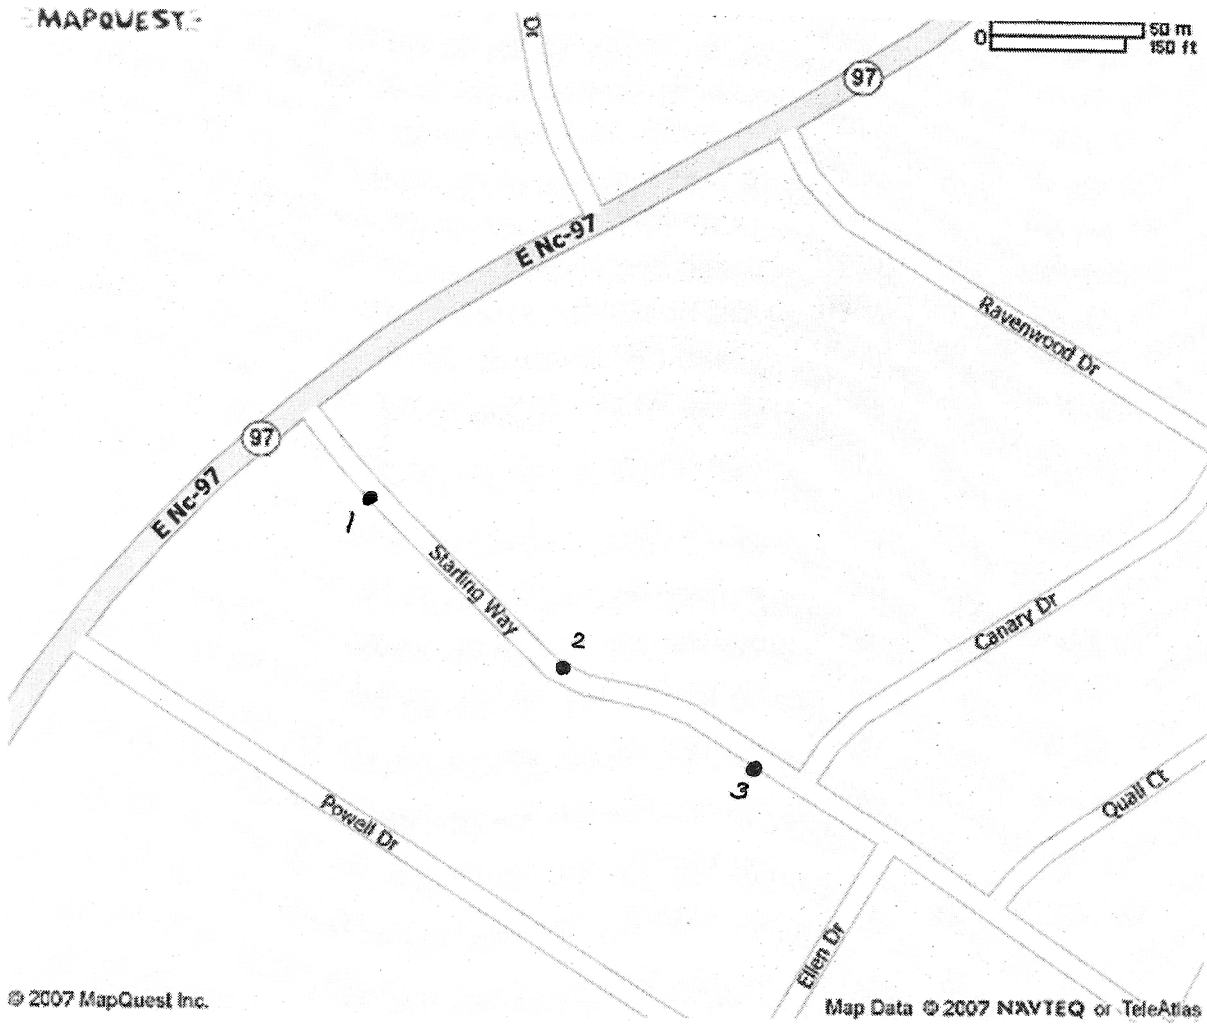 MAPQUEST
Dr
0
50 m
150 ft
97
E Nc-97
Ravenwood Dr
97
E Nc-97
1
Starling Way
2
Canary Dr
3
Quail Ct
Powell Dr
Ellen Dr
© 2007 MapQuest Inc.
Map Data © 2007 NAVTEQ or TeleAtlas